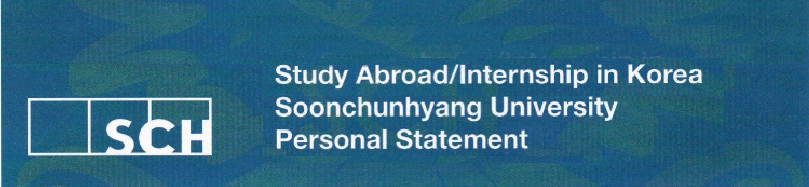 Study Abroad/Internship in Korea
Soonchunhyang University
Personal Statement
SCH